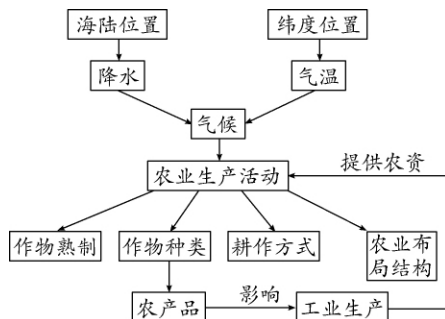 海陆位置
纬度位置
降水
气温
气候
农业生产活动
提供农资
作物熟制
作物种类
耕作方式
农业布
局结构
农产品
影响
工业生产